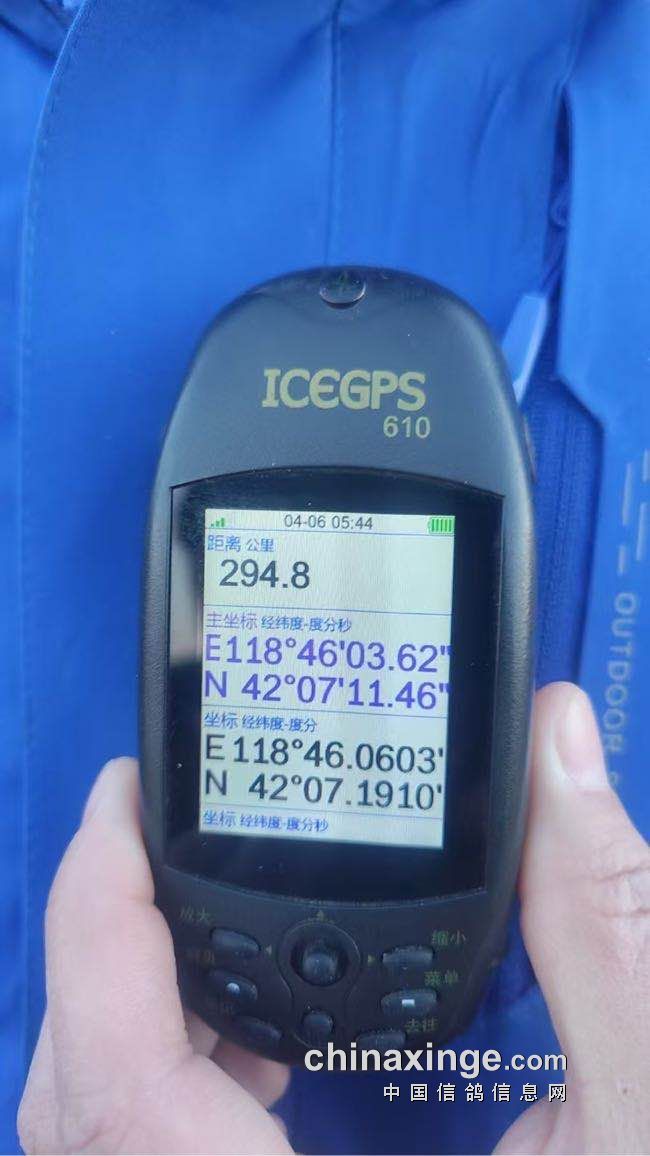 ICEGPS
610
04-06 05:44
距离 公里
294.8
主坐标 经纬度-度分秒
E118°46'03.62"
N 42°07'11.46"
坐标 经纬度-度分
E 118°46.0603'
N 42°07.1910'
坐标 经纬度-度分秒
放大
缩小
菜单
去往
OUTDOOR
chinaxinge.com
中国信鸽信息网